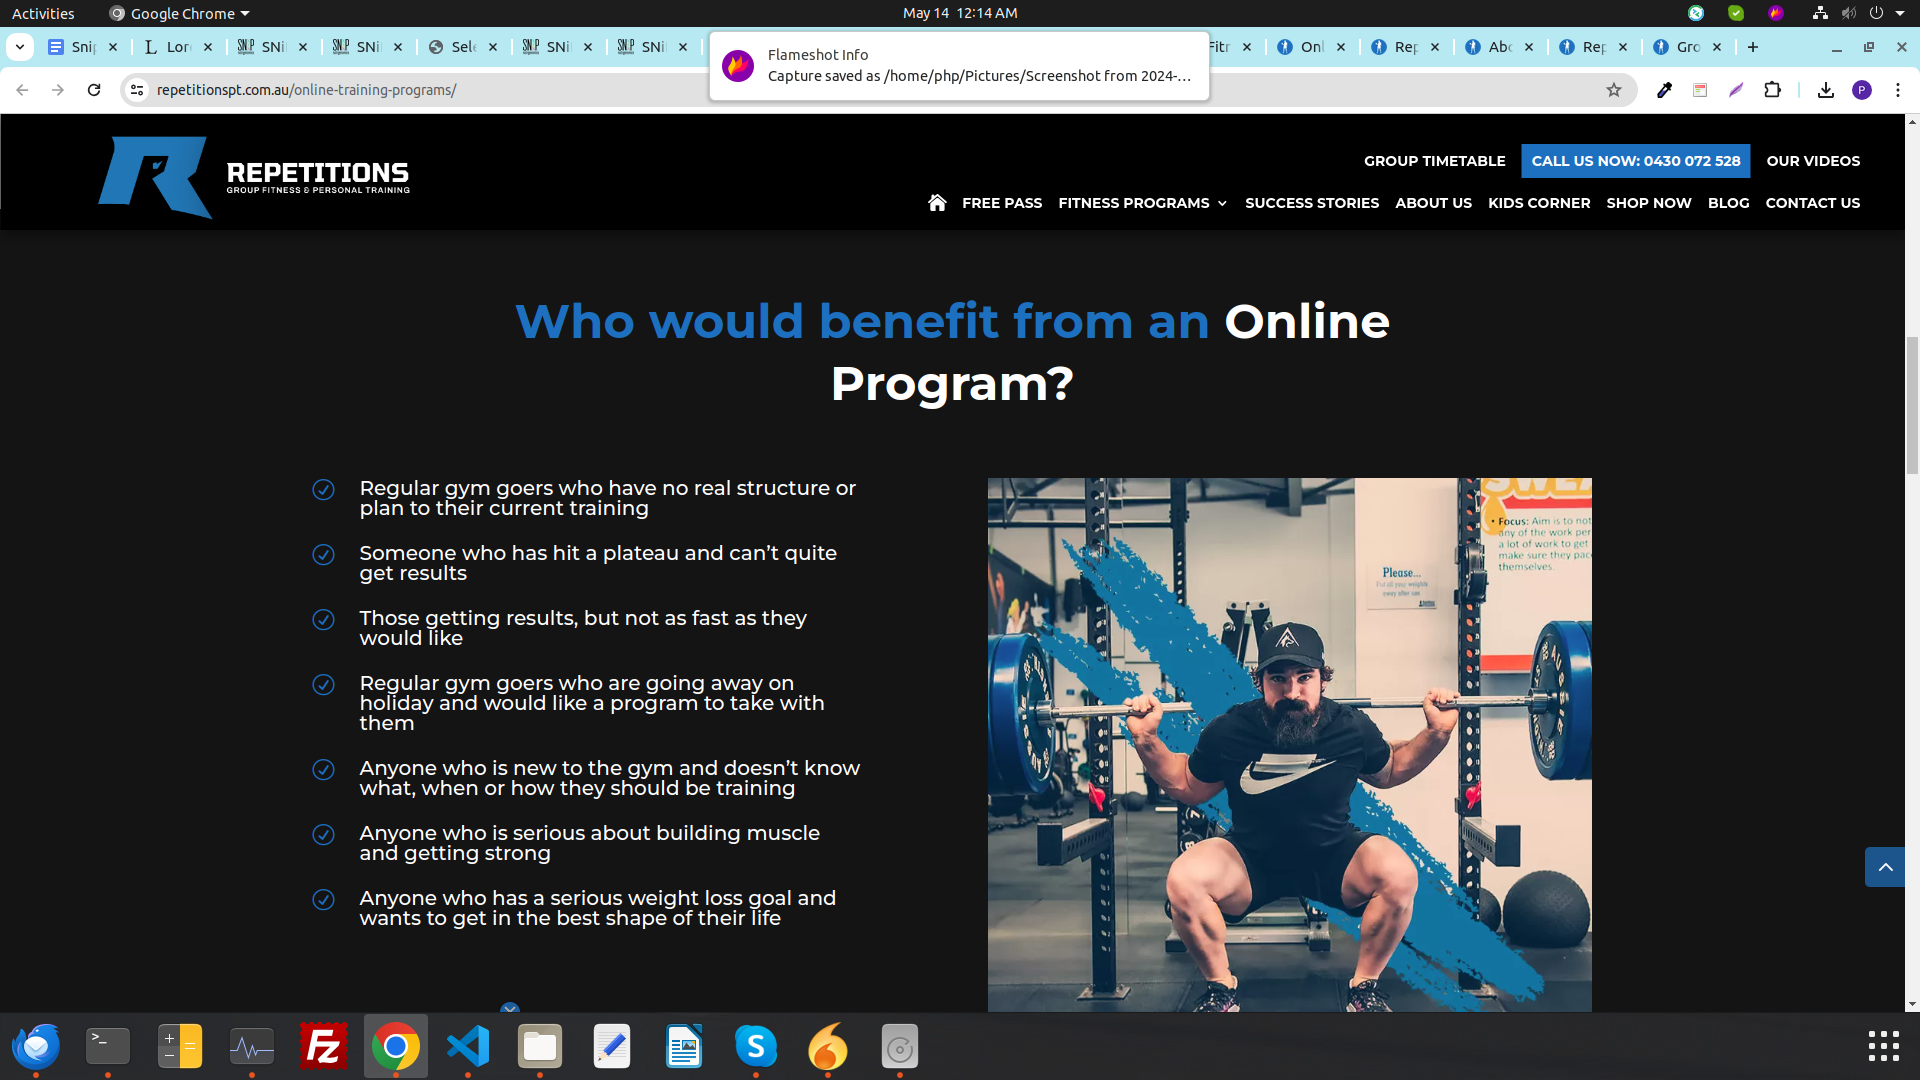 Activities
Google Chrome
May 14 12:14 AM
Flameshot Info
Capture saved as /home/php/Pictures/Screenshot from 2024-...
Snip
Lor
SNi
SNi
Sele
SNi
SNi
Fitr
Onl
Rep
Abo
Rep
Gro
repetitionspt.com.au/online-training-programs/
P
REPETITIONS
GROUP FITNESS & PERSONAL TRAINING
GROUP TIMETABLE
CALL US NOW: 0430 072 528
OUR VIDEOS
FREE PASS
FITNESS PROGRAMS
SUCCESS STORIES
ABOUT US
KIDS CORNER
SHOP NOW
BLOG
CONTACT US
Who would benefit from an Online
Program?
Regular gym goers who have no real structure or
plan to their current training
Someone who has hit a plateau and can’t quite
get results
Those getting results, but not as fast as they
would like
Regular gym goers who are going away on
holiday and would like a program to take with
them
Anyone who is new to the gym and doesn’t know
what, when or how they should be training
Anyone who is serious about building muscle
and getting strong
Anyone who has a serious weight loss goal and
wants to get in the best shape of their life
SWEA
• Focus: Aim is to not
any of the work per
a lot of work to get
make sure they pac
themselves.
Please...
Put all your weights
away after use